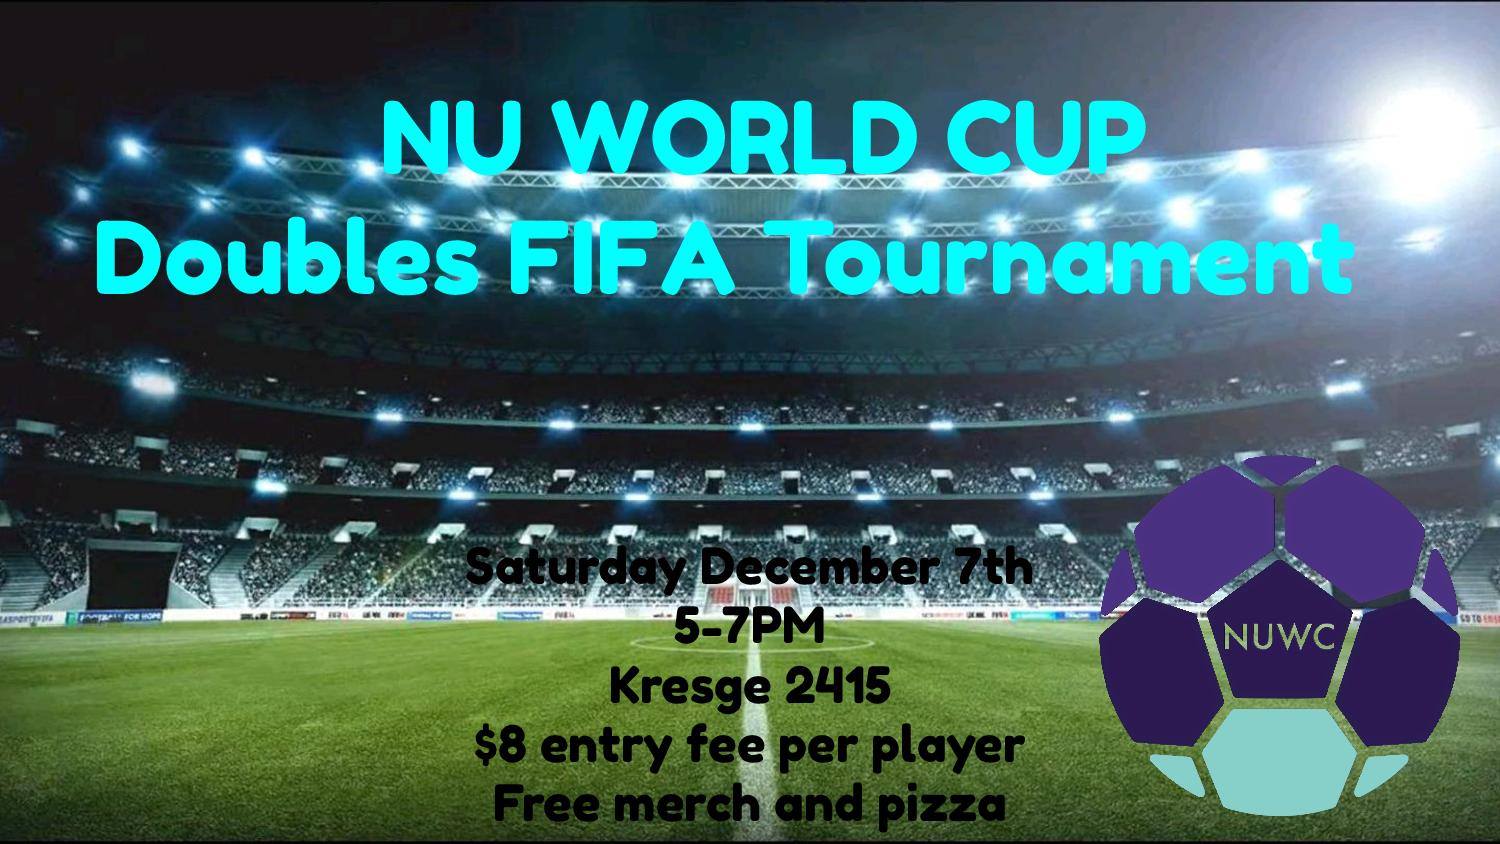 NU WORLD CUP
Doubles FIFA Tournament
Saturday December 7th
5-7PM
Kresge 2415
$8 entry fee per player
Free merch and pizza
NUWC